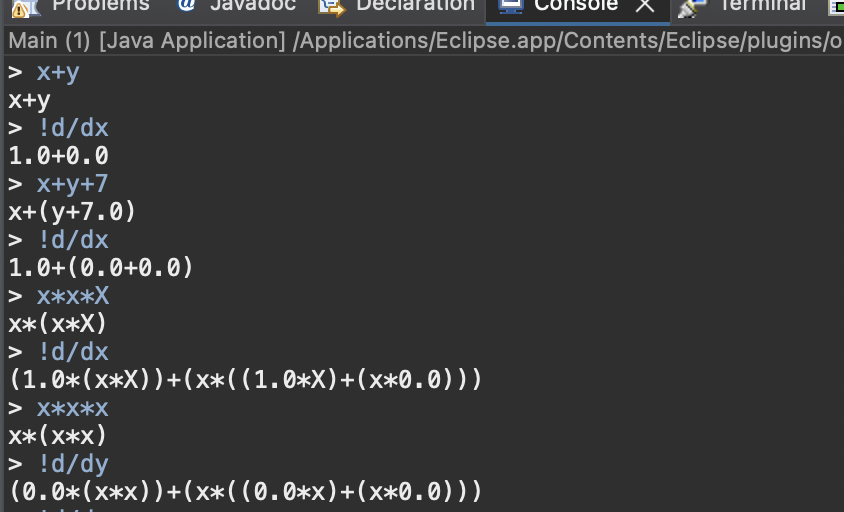 Problems Javadoc Declaration Console Terminal
Main (1) [Java Application] /Applications/Eclipse.app/Contents/Eclipse/plugins/o
> x+y
x+y
> !d/dx
1.0+0.0
> x+y+7
x+(y+7.0)
> !d/dx
1.0+(0.0+0.0)
> x*x*X
x*(x*X)
> !d/dx
(1.0*(x*X))+(x*((1.0*X)+(x*0.0)))
> x*x*x
x*(x*x)
> !d/dy
(0.0*(x*x))+(x*((0.0*x)+(x*0.0)))